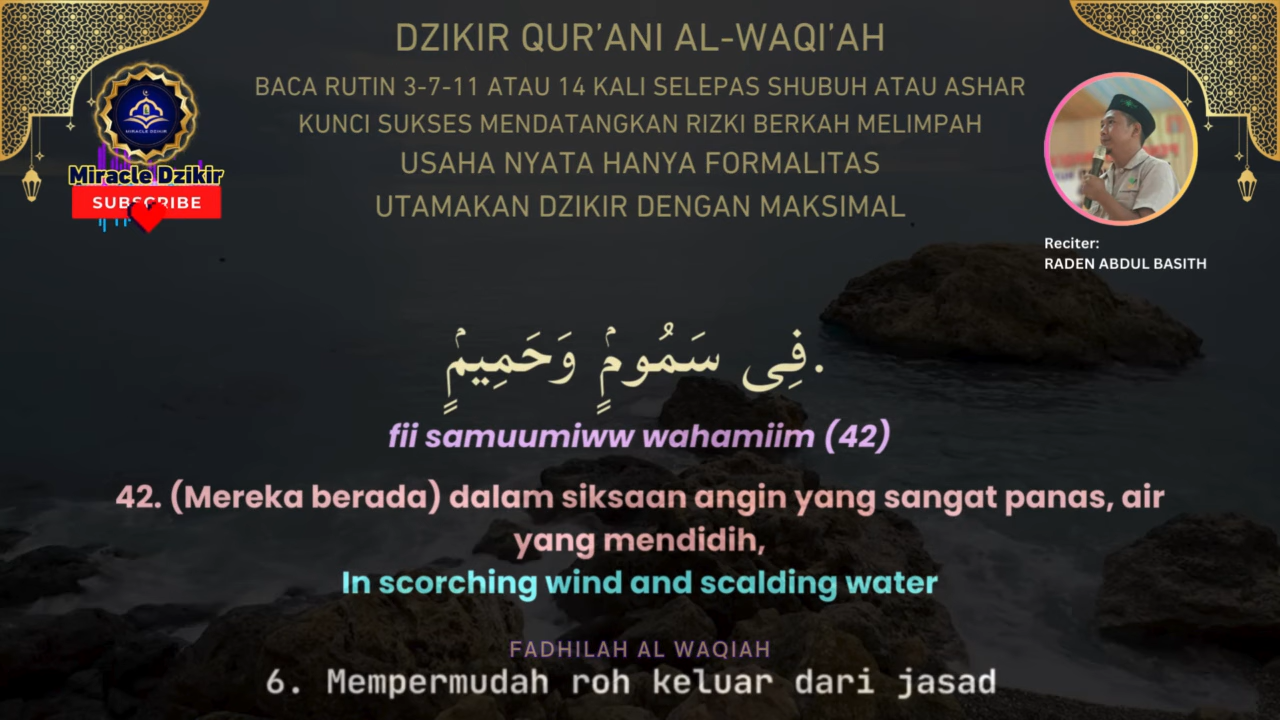 DZIKIR QUR’ANI AL-WAQI’AH
BACA RUTIN 3-7-11 ATAU 14 KALI SELEPAS SHUBUH ATAU ASHAR
KUNCI SUKSES MENDATANGKAN RIZKI BERKAH MELIMPAH
USAHA NYATA HANYA FORMALITAS
UTAMAKAN DZIKIR DENGAN MAKSIMAL
MIRACLE DZIKIR
Miracle Dzikir
SUBSCRIBE
Reciter:
RADEN ABDUL BASITH
فِى سَمُومٍۢ وَحَمِيمٍۢ.
fii samuumiww wahamiim (42)
42. (Mereka berada) dalam siksaan angin yang sangat panas, air
yang mendidih,
In scorching wind and scalding water
FADHILAH AL WAQIAH
6. Mempermudah roh keluar dari jasad